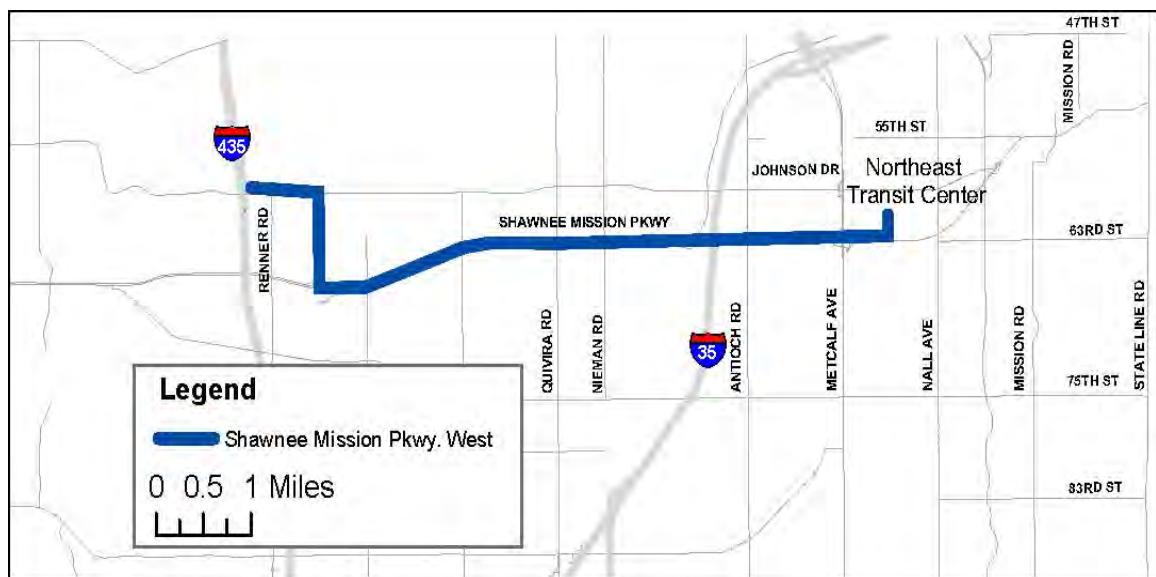 47TH ST
MISSION RD
55TH ST
435
JOHNSON DR
Northeast
Transit Center
RENNER RD
SHAWNEE MISSION PKWY
63RD ST
QUIVIRA RD
NIEMAN RD
35
ANTIOCH RD
METCALF AVE
NALL AVE
MISSION RD
STATE LINE RD
75TH ST
Legend
Shawnee Mission Pkwy. West
0 0.5 1 Miles
83RD ST